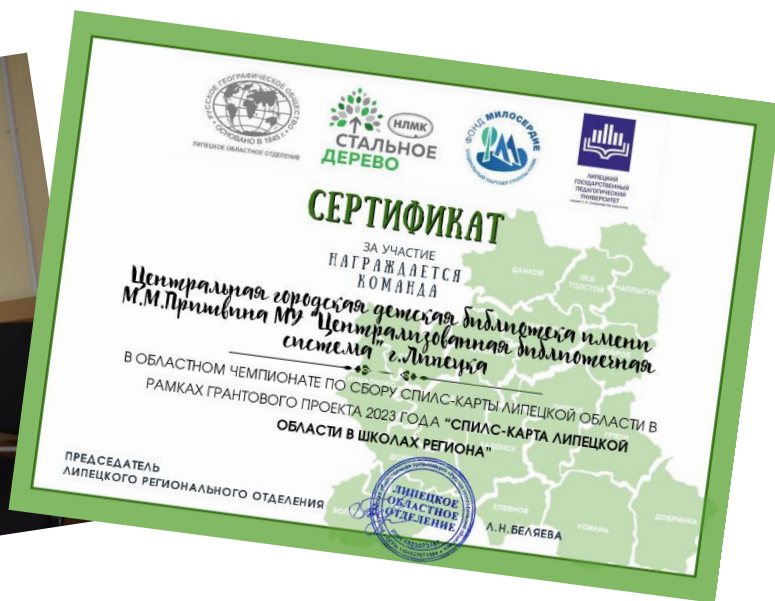 РУССКОЕ ГЕОГРАФИЧЕСКОЕ ОБЩЕСТВО
ОСНОВАНО В 1845 г.
ЛИПЕЦКОЕ ОБЛАСТНОЕ ОТДЕЛЕНИЕ
НЛМК
СТАЛЬНОЕ
ДЕРЕВО
ФОНД МИЛОСЕРДИЕ
ЛИПЕЦКИЙ
ГОСУДАРСТВЕННЫЙ
ПЕДАГОГИЧЕСКИЙ
УНИВЕРСИТЕТ
СЕРТИФИКАТ
ЗА УЧАСТИЕ
НАГРАЖДАЕТСЯ
КОМАНДА
Центральная городская детская библиотека имени
М.М.Пришвина МУ "Централизованная библиотечная
система" г.Липецка
В ОБЛАСТНОМ ЧЕМПИОНАТЕ ПО СБОРУ СПИЛС-КАРТЫ ЛИПЕЦКОЙ ОБЛАСТИ В
РАМКАХ ГРАНТОВОГО ПРОЕКТА 2023 ГОДА "СПИЛС-КАРТА ЛИПЕЦКОЙ
ОБЛАСТИ В ШКОЛАХ РЕГИОНА"
ПРЕДСЕДАТЕЛЬ
ЛИПЕЦКОГО РЕГИОНАЛЬНОГО ОТДЕЛЕНИЯ
ЛИПЕЦКОЕ
ОБЛАСТНОЕ
ОТДЕЛЕНИЕ
Л.Н.БЕЛЯЕВА
ДАНКОВ
ЛЕВ
ТОЛСТОЙ
ЧАПЛЫГИН
ХЛЕВНОЕ
УСМАНЬ
ДОБРИНКА